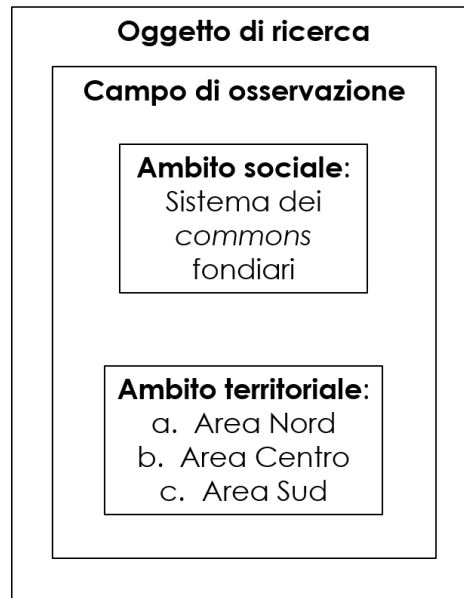 Oggetto di ricerca
Campo di osservazione
Ambito sociale:
Sistema dei
commons
fondiari
Ambito territoriale:
a. Area Nord
b. Area Centro
c. Area Sud